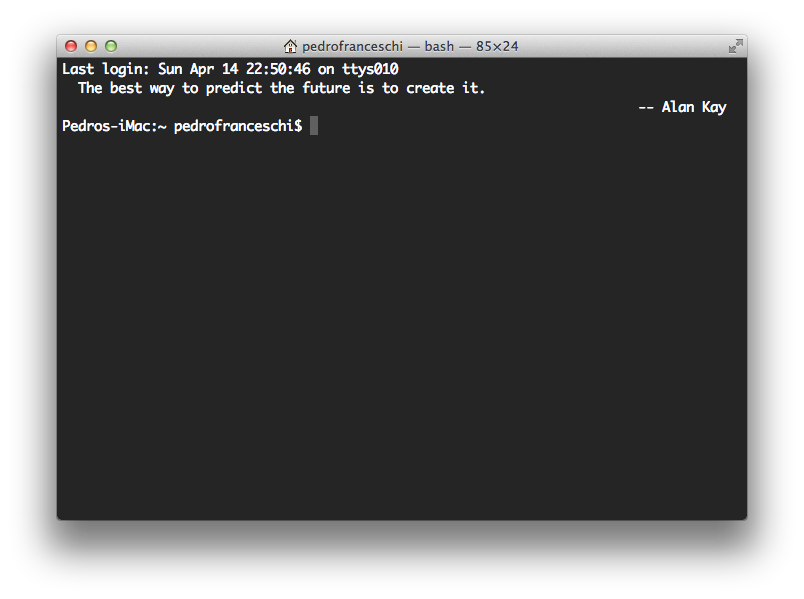 pedrofranceschi — bash — 85×24
Last login: Sun Apr 14 22:50:46 on ttys010
The best way to predict the future is to create it.
-- Alan Kay
Pedros-iMac:~ pedrofranceschi$